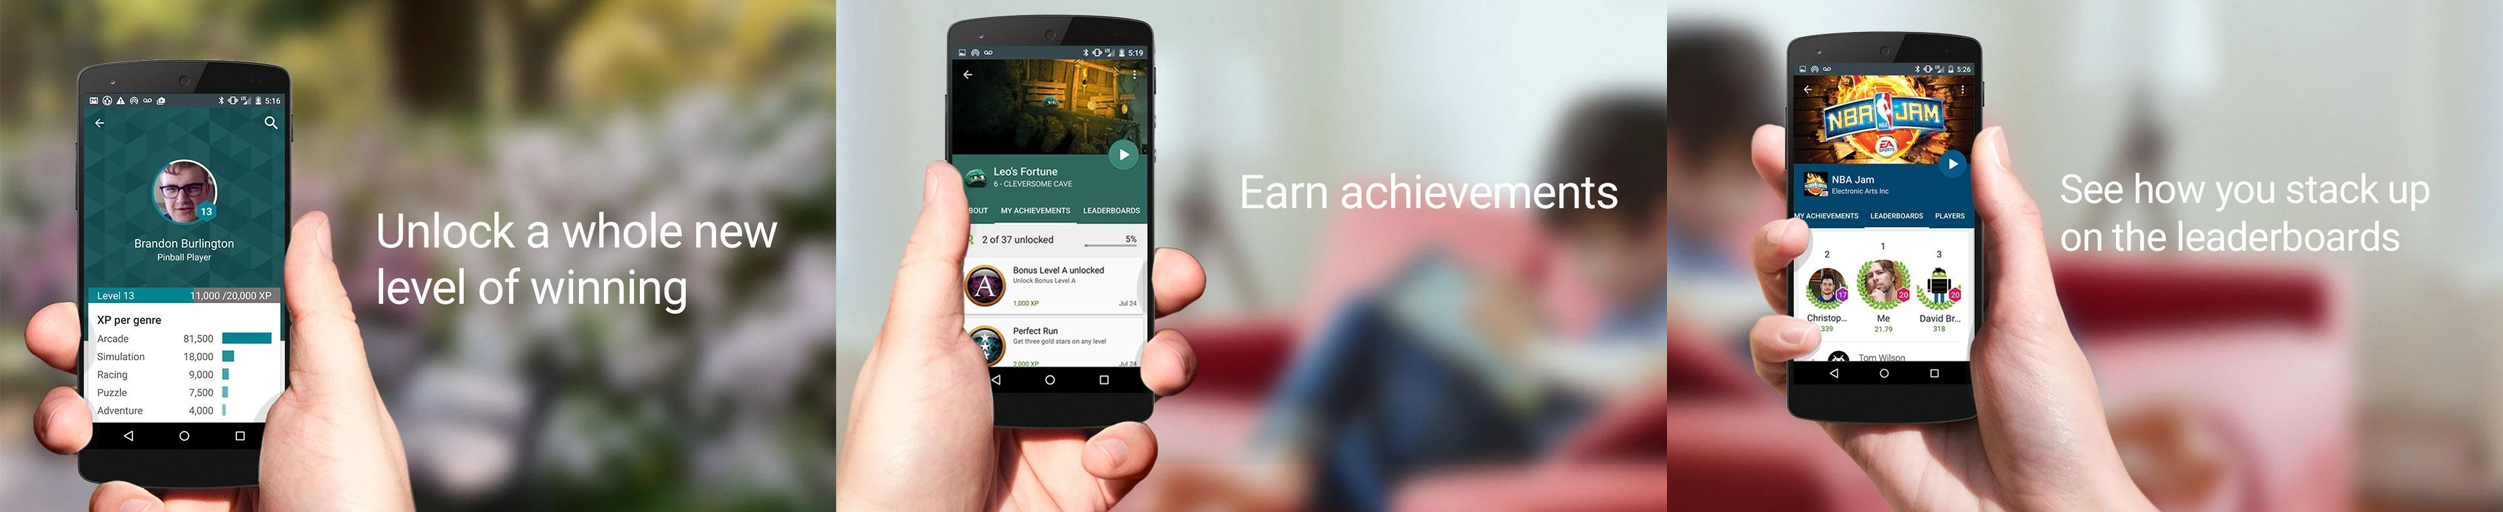 5:16
13
Brandon Burlington
Pinball Player
Level 13
11,000 /20,000 XP
XP per genre
Arcade 81,500
Simulation 18,000
Racing 9,000
Puzzle 7,500
Adventure 4,000
Unlock a whole new
level of winning
5:19
Leo's Fortune
6 - CLEVERSOME CAVE
BOUT MY ACHIEVEMENTS LEADERBOARDS
2 of 37 unlocked 5%
A
Bonus Level A unlocked
Unlock Bonus Level A
1,000 XP Jul 24
Perfect Run
Get three gold stars on any level
2,000 XP Jul 24
Earn achievements
5:26
NBA JAM
EA
SPORTS
NBA Jam
Electronic Arts Inc
MY ACHIEVEMENTS LEADERBOARDS PLAYERS
2 1 3
17 20 20
Christop... Me David Br...
339 21.79 318
Tom Wilson
See how you stack up
on the leaderboards